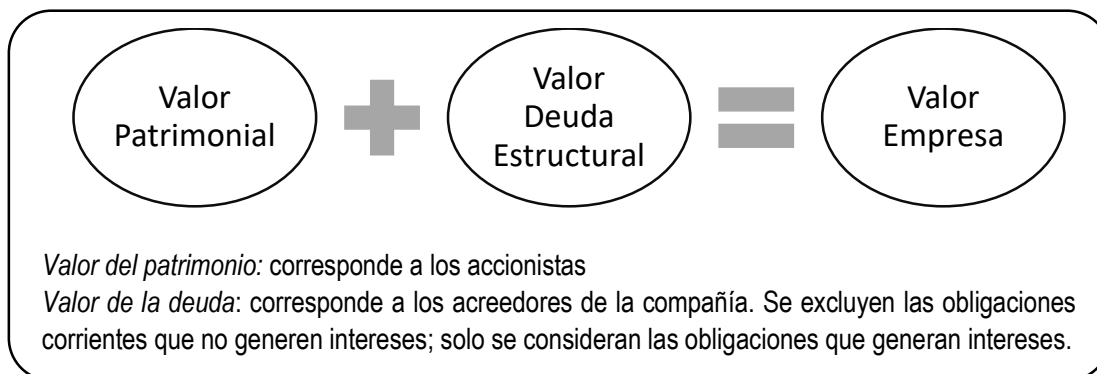 Valor
Patrimonial
Valor
Deuda
Estructural
Valor
Empresa
Valor del patrimonio: corresponde a los accionistas
Valor de la deuda: corresponde a los acreedores de la compañía. Se excluyen las obligaciones
corrientes que no generen intereses; solo se consideran las obligaciones que generan intereses.